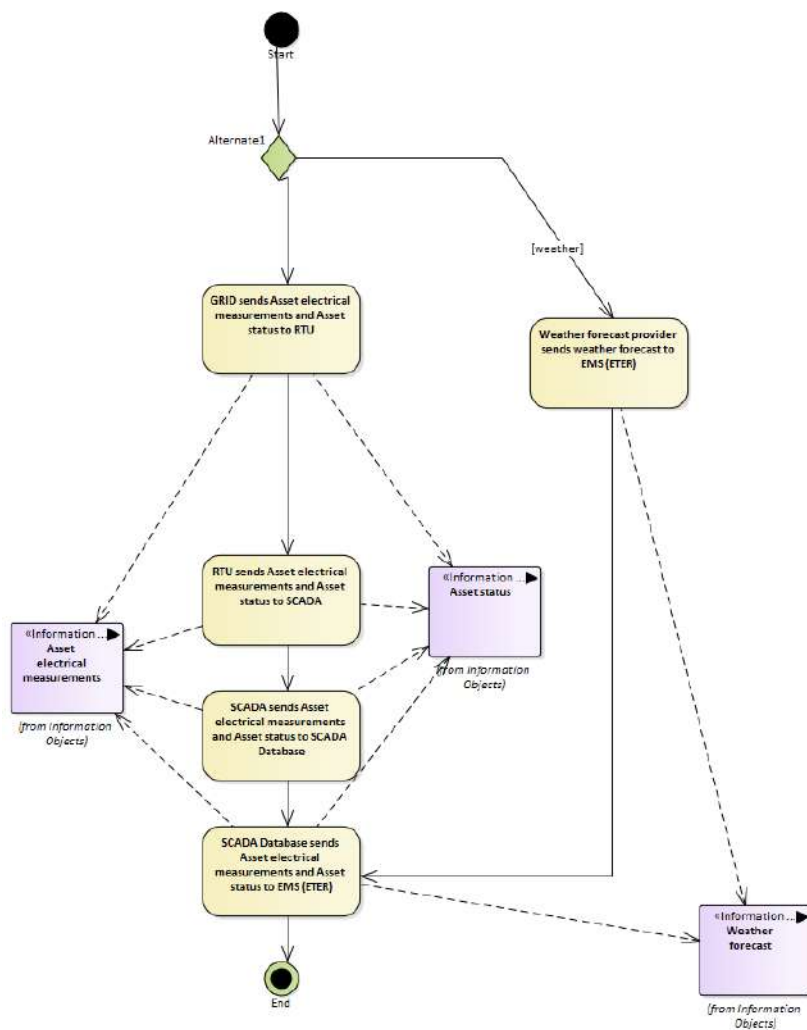 Start
Alternate1
[weather]
GRID sends Asset electrical
measurements and Asset
status to RTU
Weather forecast provider
sends weather forecast to
EMS (ETER)
RTU sends Asset electrical
measurements and Asset
status to SCADA
«Information ...
Asset status
(from Information
Objects)
«Information ...
Asset
electrical
measurements
(from Information
Objects)
SCADA sends Asset
electrical measurements
and Asset status to SCADA
Database
SCADA Database sends
Asset electrical
measurements and Asset
status to EMS (ETER)
«Information ...
Weather
forecast
(from Information
Objects)
End